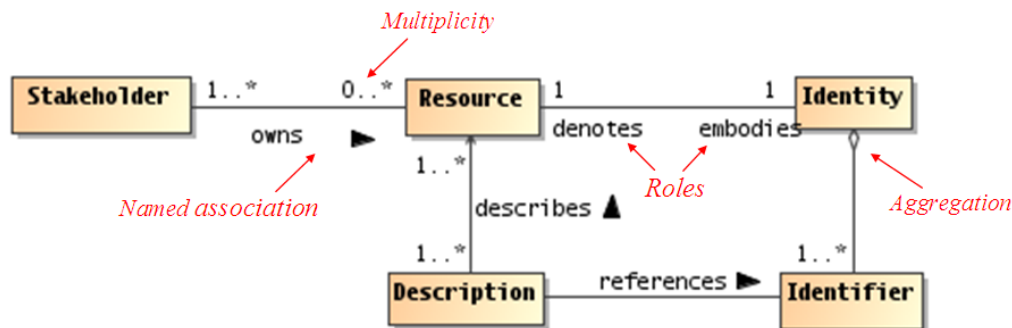 Multiplicity
Stakeholder 1..* 0..* Resource 1 1 Identity
owns denotes embodies
1..* Roles
Named association Aggregation
describes
1..* 1..*
Description references Identifier